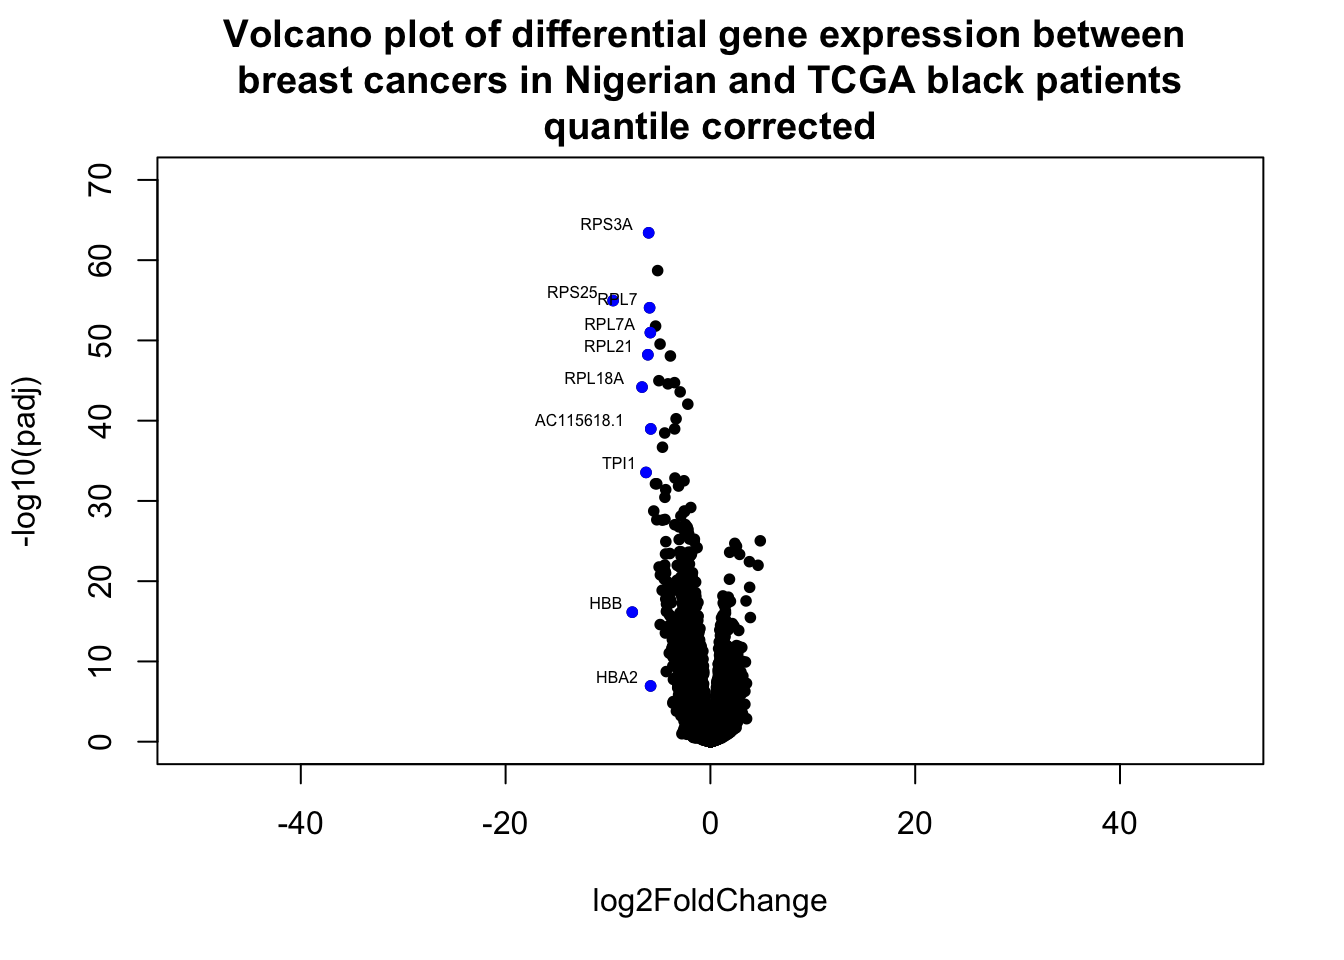 Volcano plot of differential gene expression between
breast cancers in Nigerian and TCGA black patients
quantile corrected
-log10(padj)
70
60
50
40
30
20
10
0
RPS3A
RPS25
RPL7
RPL7A
RPL21
RPL18A
AC115618.1
TPI1
HBB
HBA2
-40 -20 0 20 40
log2FoldChange